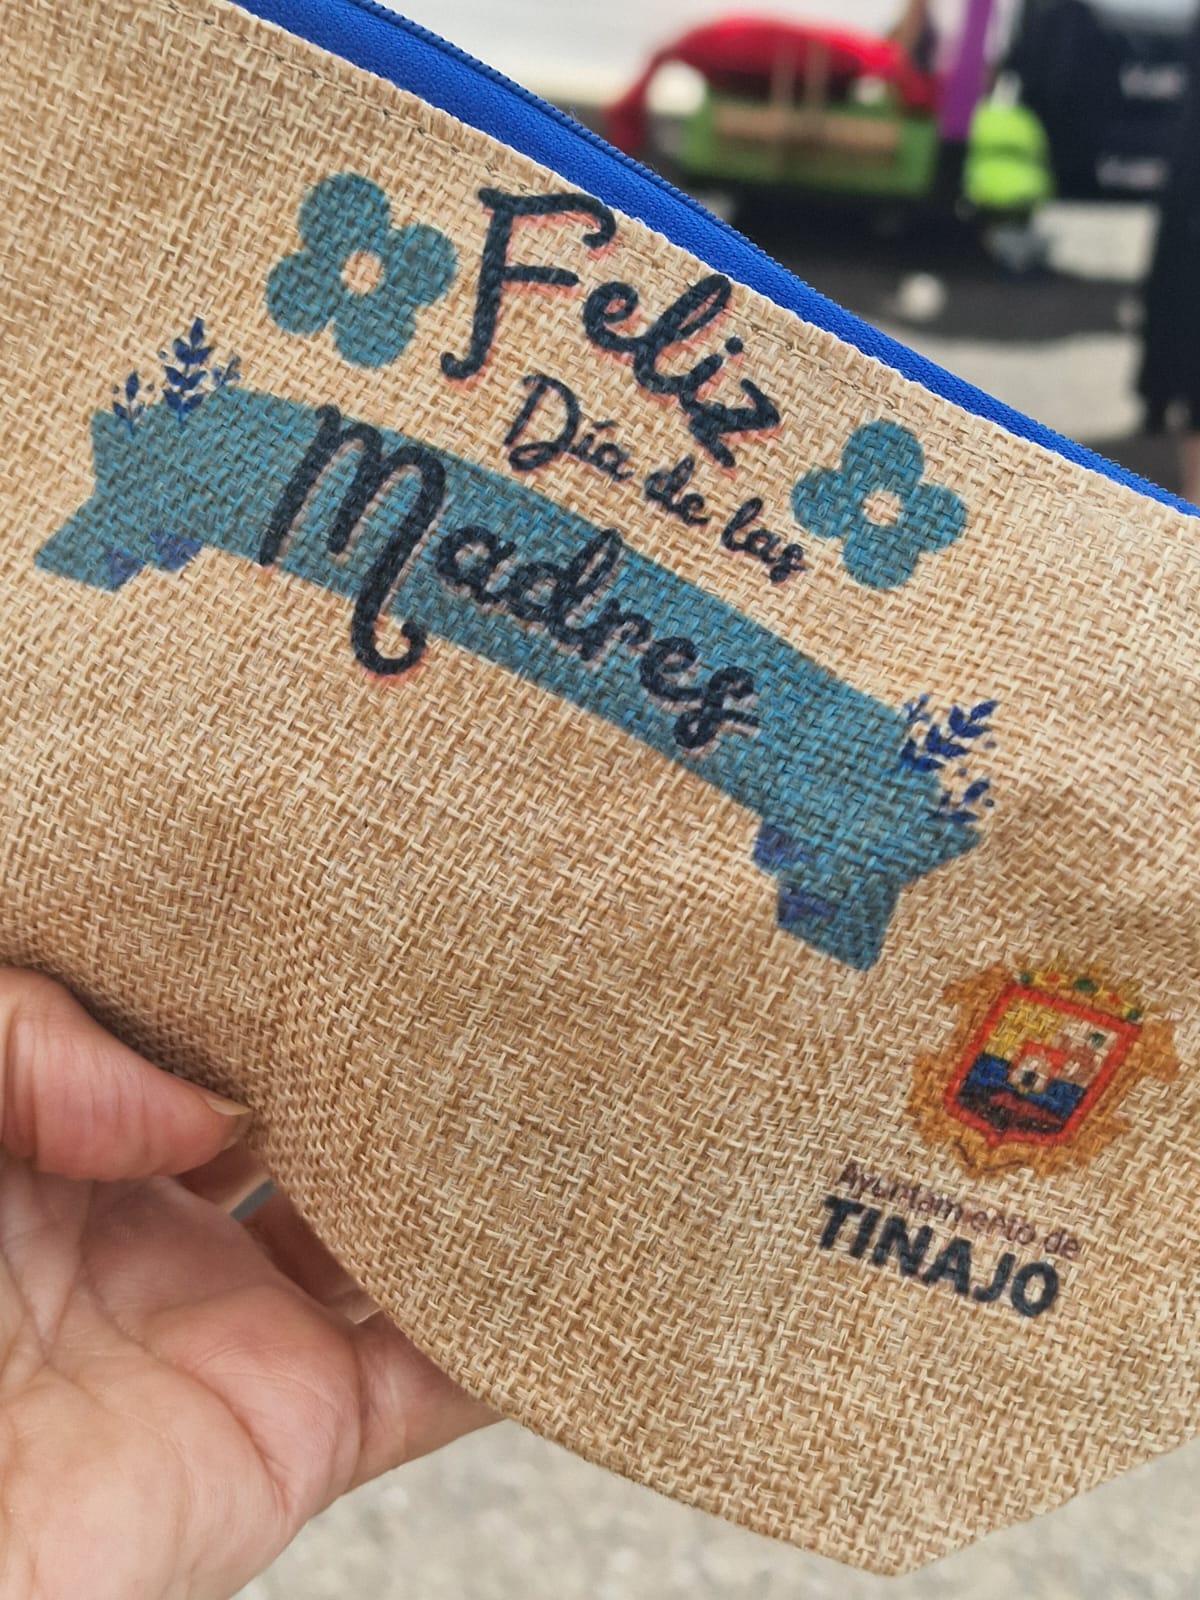 Feliz
Día de las
Madres
Ayuntamiento de
TINAJO